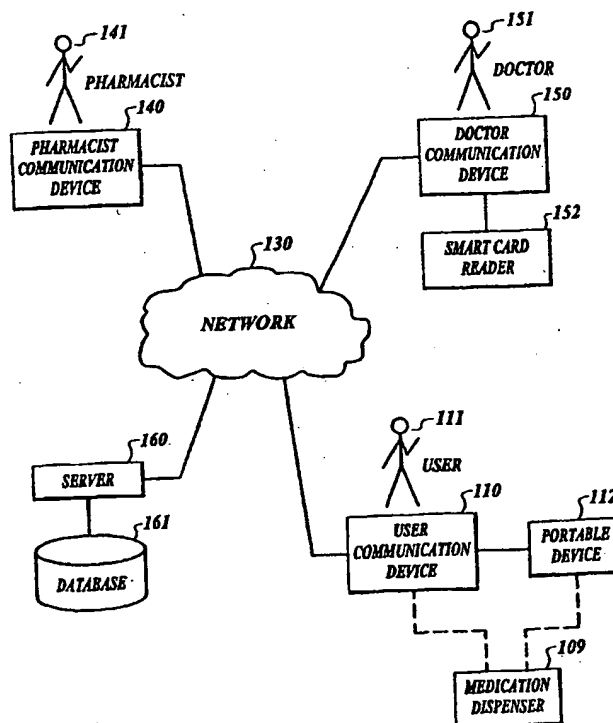 141
PHARMACIST
140
PHARMACIST
COMMUNICATION
DEVICE
151
DOCTOR
150
DOCTOR
COMMUNICATION
DEVICE
152
SMART CARD
READER
130
NETWORK
160
SERVER
161
DATABASE
111
USER
110
USER
COMMUNICATION
DEVICE
112
PORTABLE
DEVICE
109
MEDICATION
DISPENSER